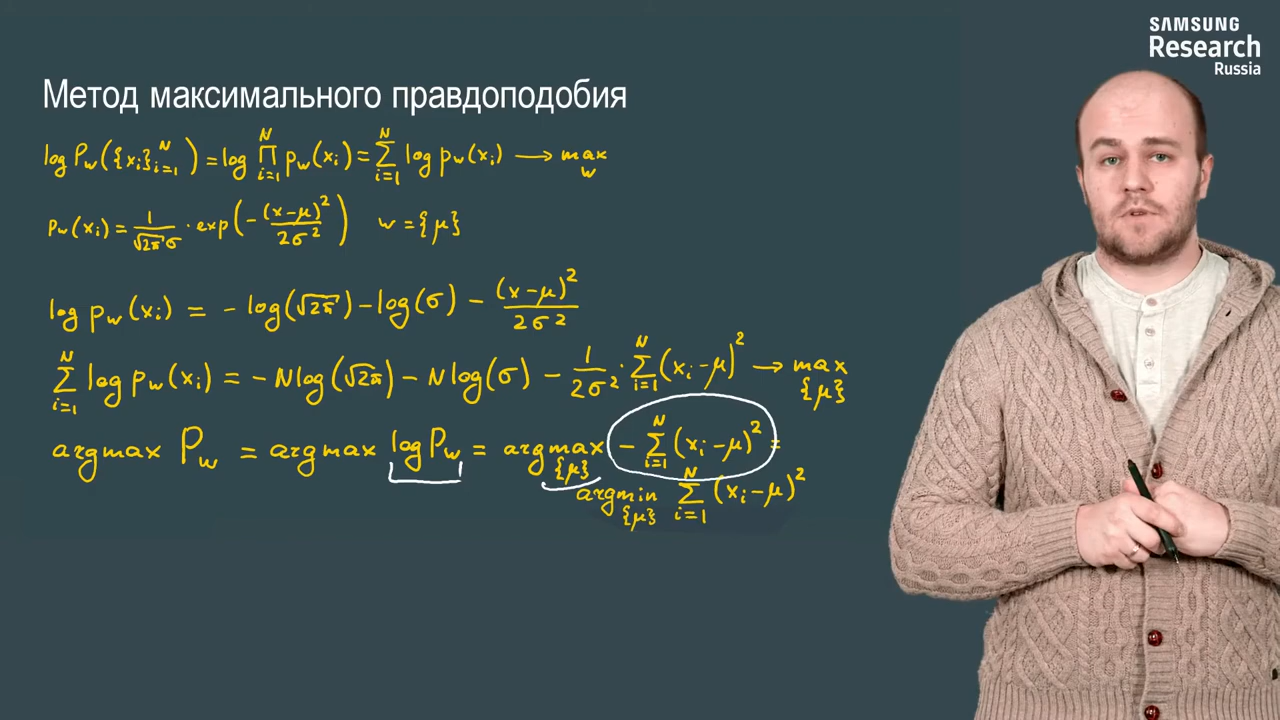 SAMSUNG
Research
Russia
Метод максимального правдоподобия
log P_w({x_i}_{i=1}^N) = log ∏_{i=1}^N p_w(x_i) = ∑_{i=1}^N log p_w(x_i) → max_w
p_w(x_i) = 1/(√2π σ) · exp(−(x−μ)²/2σ²) w = {μ}
log p_w(x_i) = −log(√2π) − log(σ) − (x−μ)²/2σ²
∑_{i=1}^N log p_w(x_i) = −N log(√2π) − N log(σ) − 1/2σ² · ∑_{i=1}^N (x_i−μ)² → max_{μ}
argmax P_w = argmax log P_w = argmax_{μ} − ∑_{i=1}^N (x_i−μ)² =
argmin_{μ} ∑_{i=1}^N (x_i−μ)²